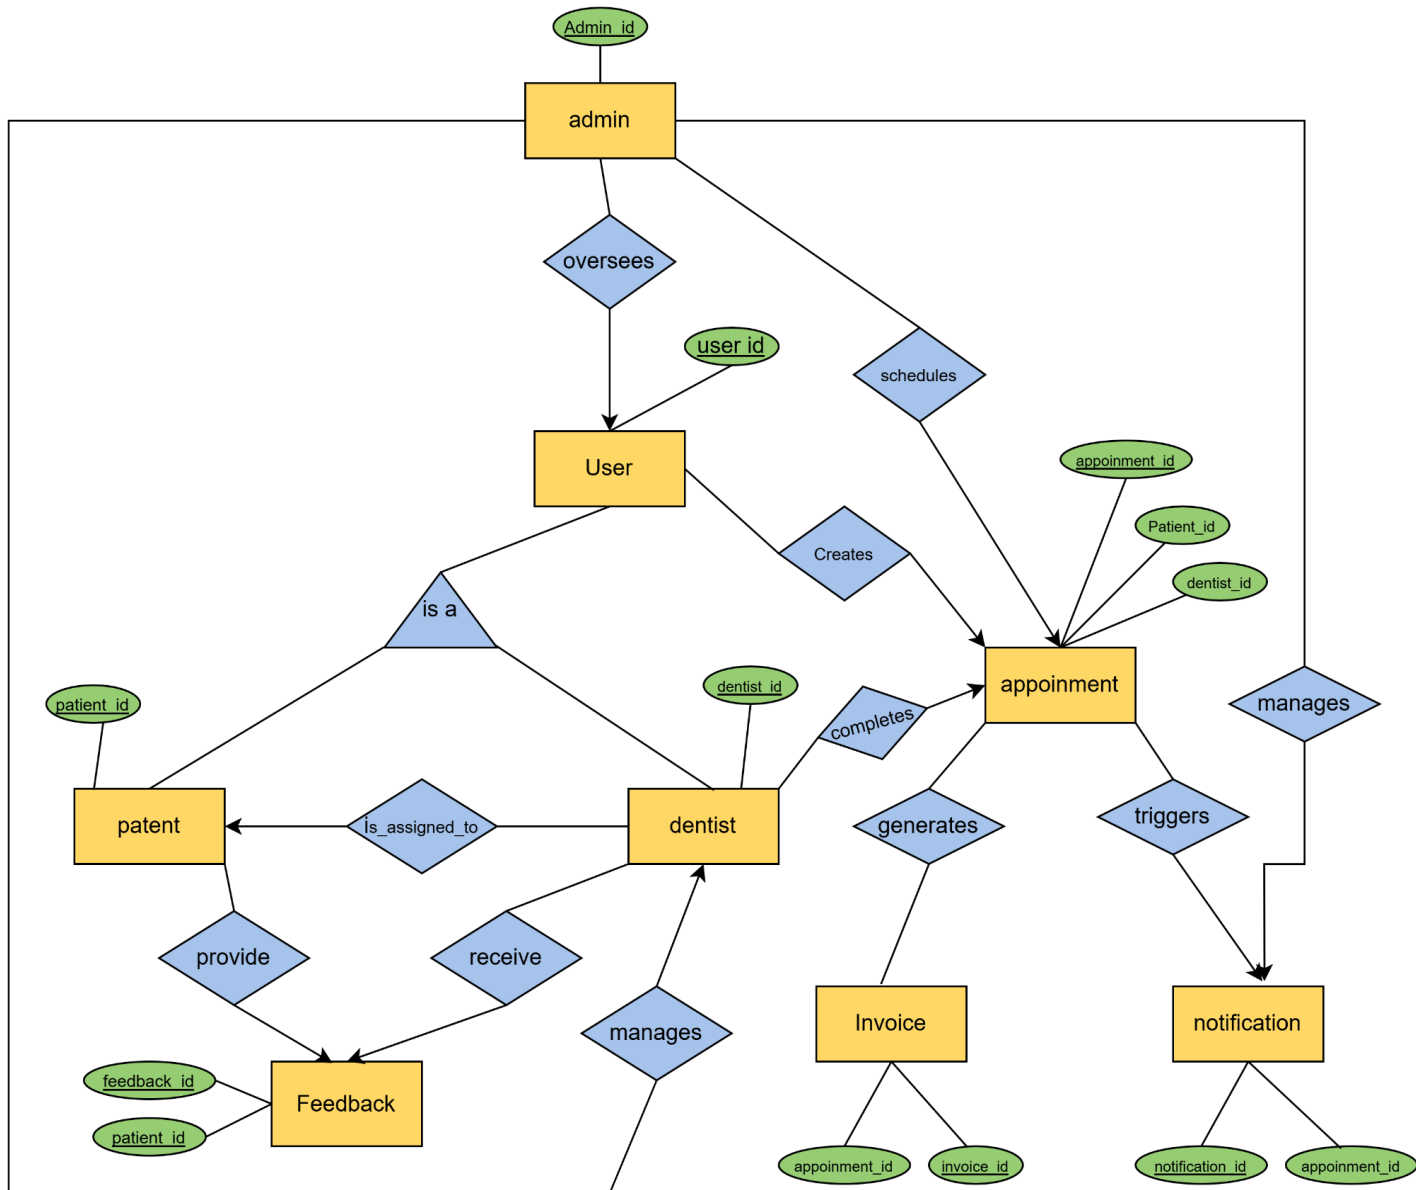 Admin_id
admin
oversees
user id
schedules
User
appoinment_id
Patient_id
Creates
dentist_id
is a
patient_id
dentist_id
appoinment
manages
completes
patent
is_assigned_to
dentist
generates
triggers
provide
receive
manages
Invoice
notification
feedback_id
Feedback
patient_id
appoinment_id
invoice_id
notification_id
appoinment_id